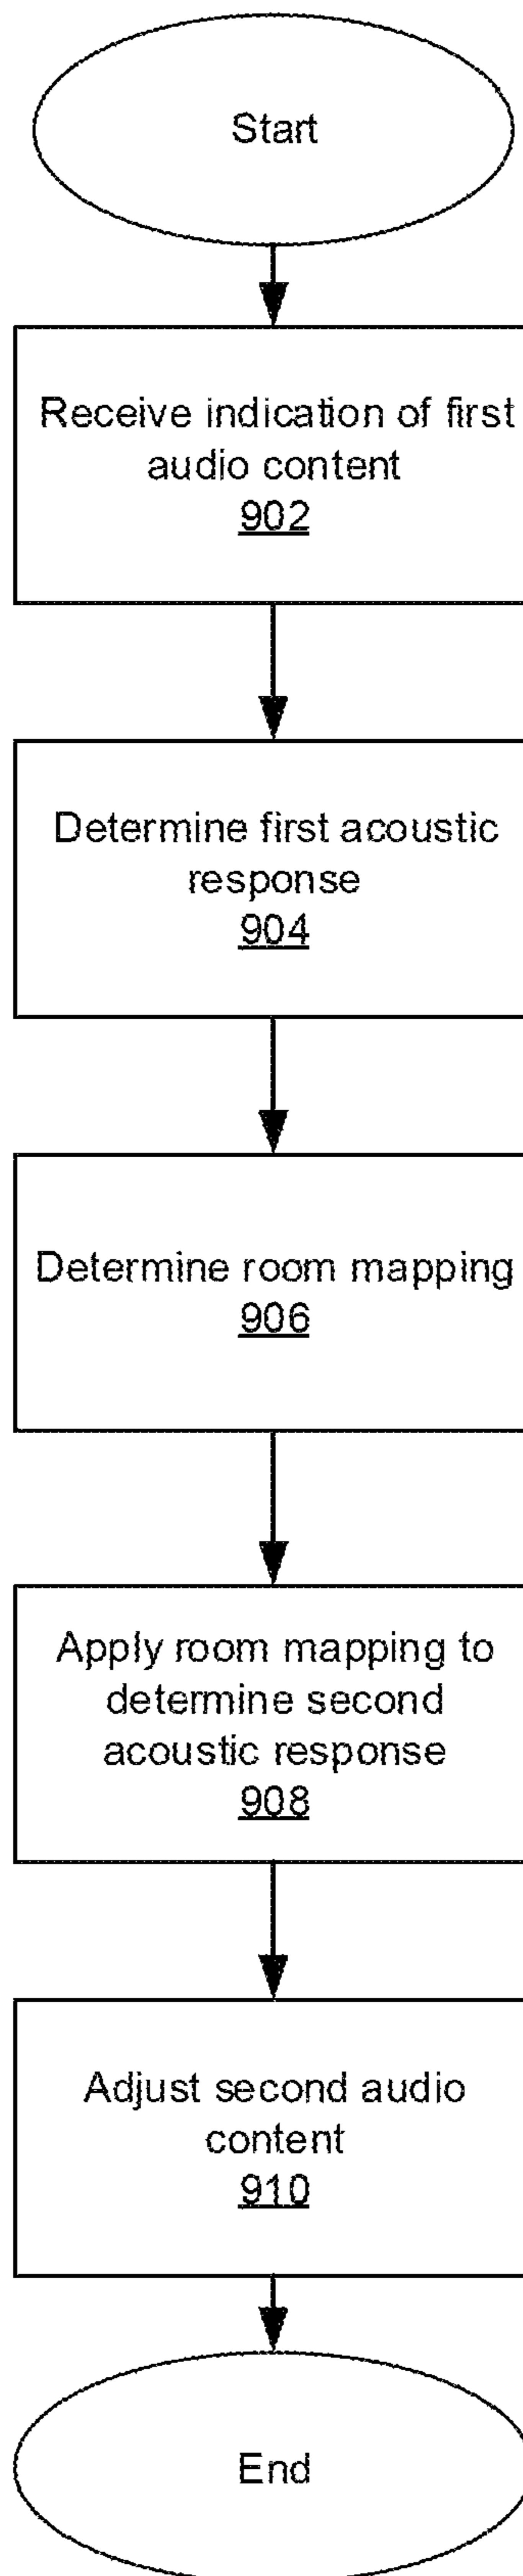 Start
Receive indication of first
audio content
902
Determine first acoustic
response
904
Determine room mapping
906
Apply room mapping to
determine second
acoustic response
908
Adjust second audio
content
910
End